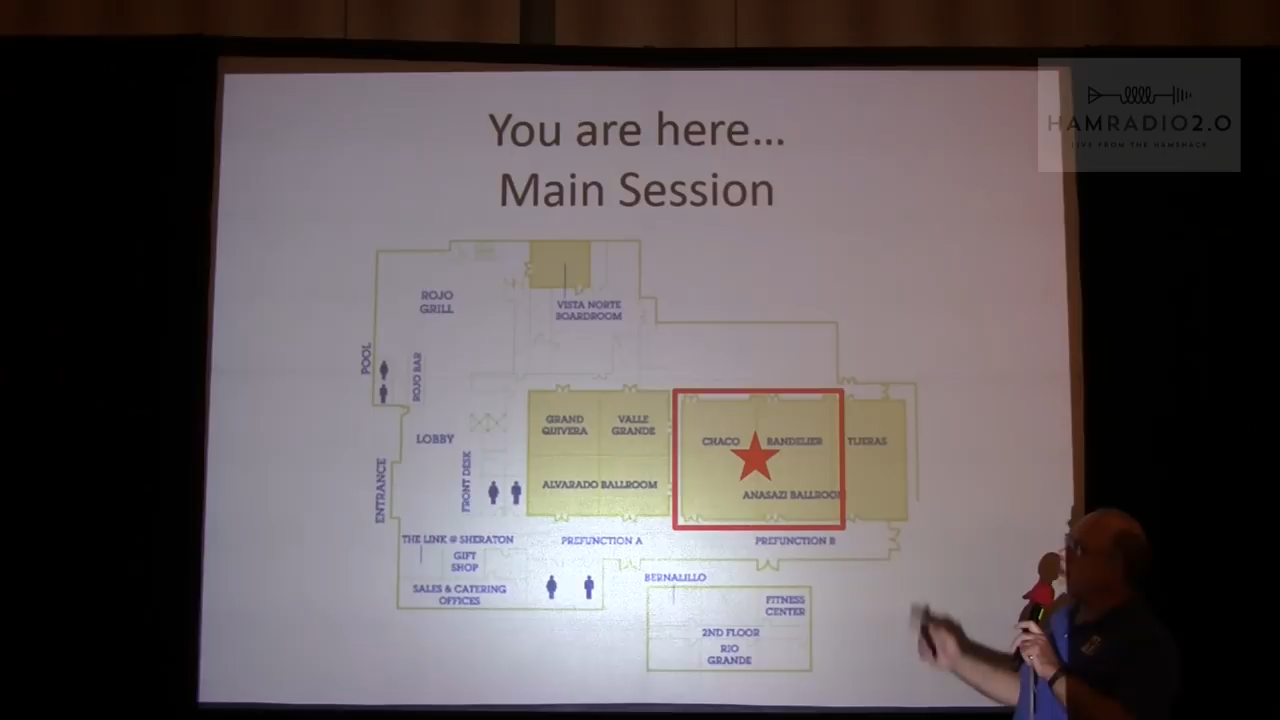 You are here...
Main Session
HAMRADIO2.0
LIVE FROM THE HAMSHACK
ROJO
GRILL
VISTA NORTE
BOARDROOM
POOL
ROJO BAR
GRAND
QUIVERA
VALLE
GRANDE
CHACO
BANDELIER
TIJERAS
LOBBY
ENTRANCE
FRONT DESK
ALVARADO BALLROOM
ANASAZI BALLROOM
THE LINK @ SHERATON
PREFUNCTION A
PREFUNCTION B
GIFT
SHOP
BERNALILLO
SALES & CATERING
OFFICES
FITNESS
CENTER
2ND FLOOR
RIO
GRANDE